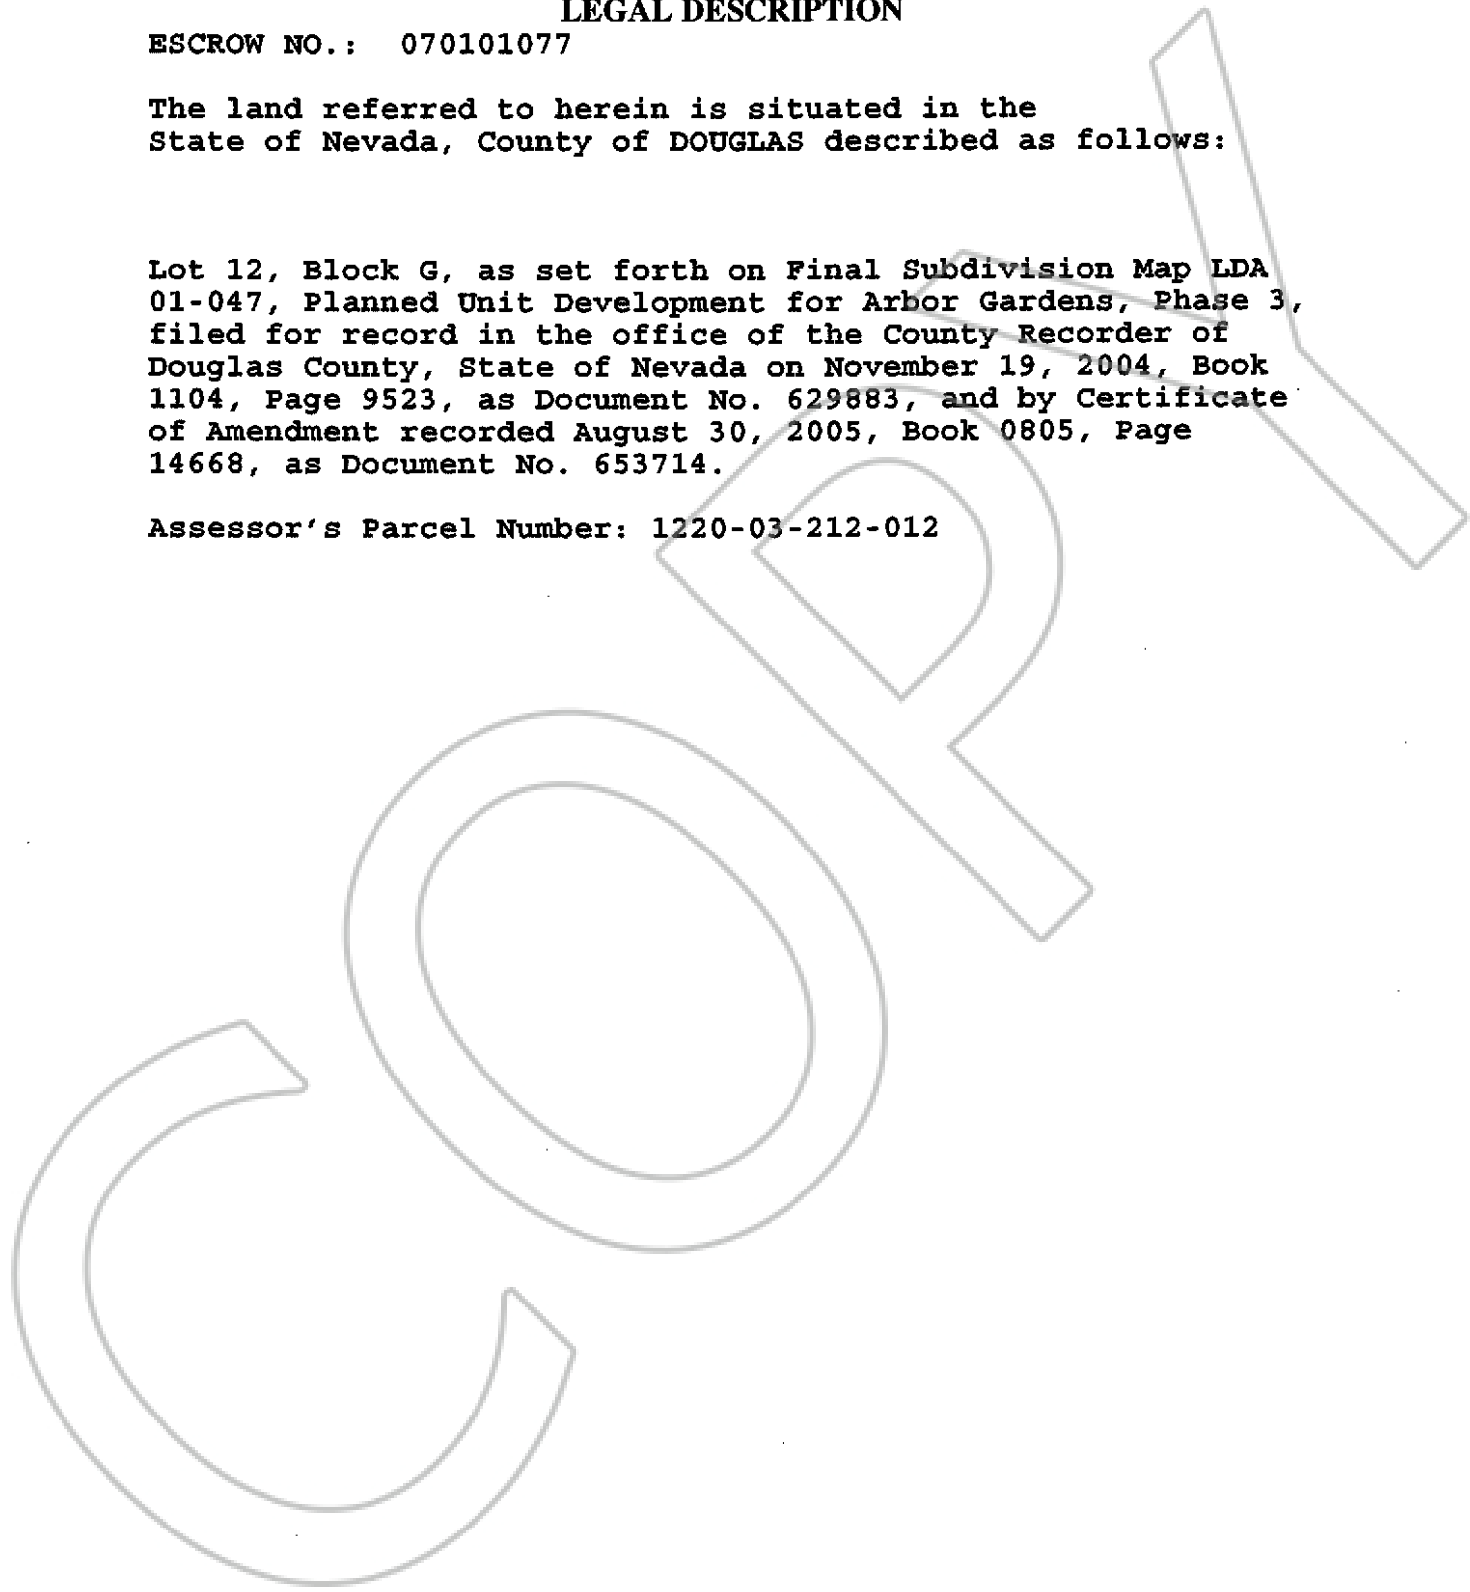 LEGAL DESCRIPTION
ESCROW NO.: 070101077
The land referred to herein is situated in the
State of Nevada, County of DOUGLAS described as follows:
Lot 12, Block G, as set forth on Final Subdivision Map LDA
01-047, Planned Unit Development for Arbor Gardens, Phase 3,
filed for record in the office of the County Recorder of
Douglas County, State of Nevada on November 19, 2004, Book
1104, Page 9523, as Document No. 629883, and by Certificate
of Amendment recorded August 30, 2005, Book 0805, Page
14668, as Document No. 653714.
Assessor's Parcel Number: 1220-03-212-012
COPY